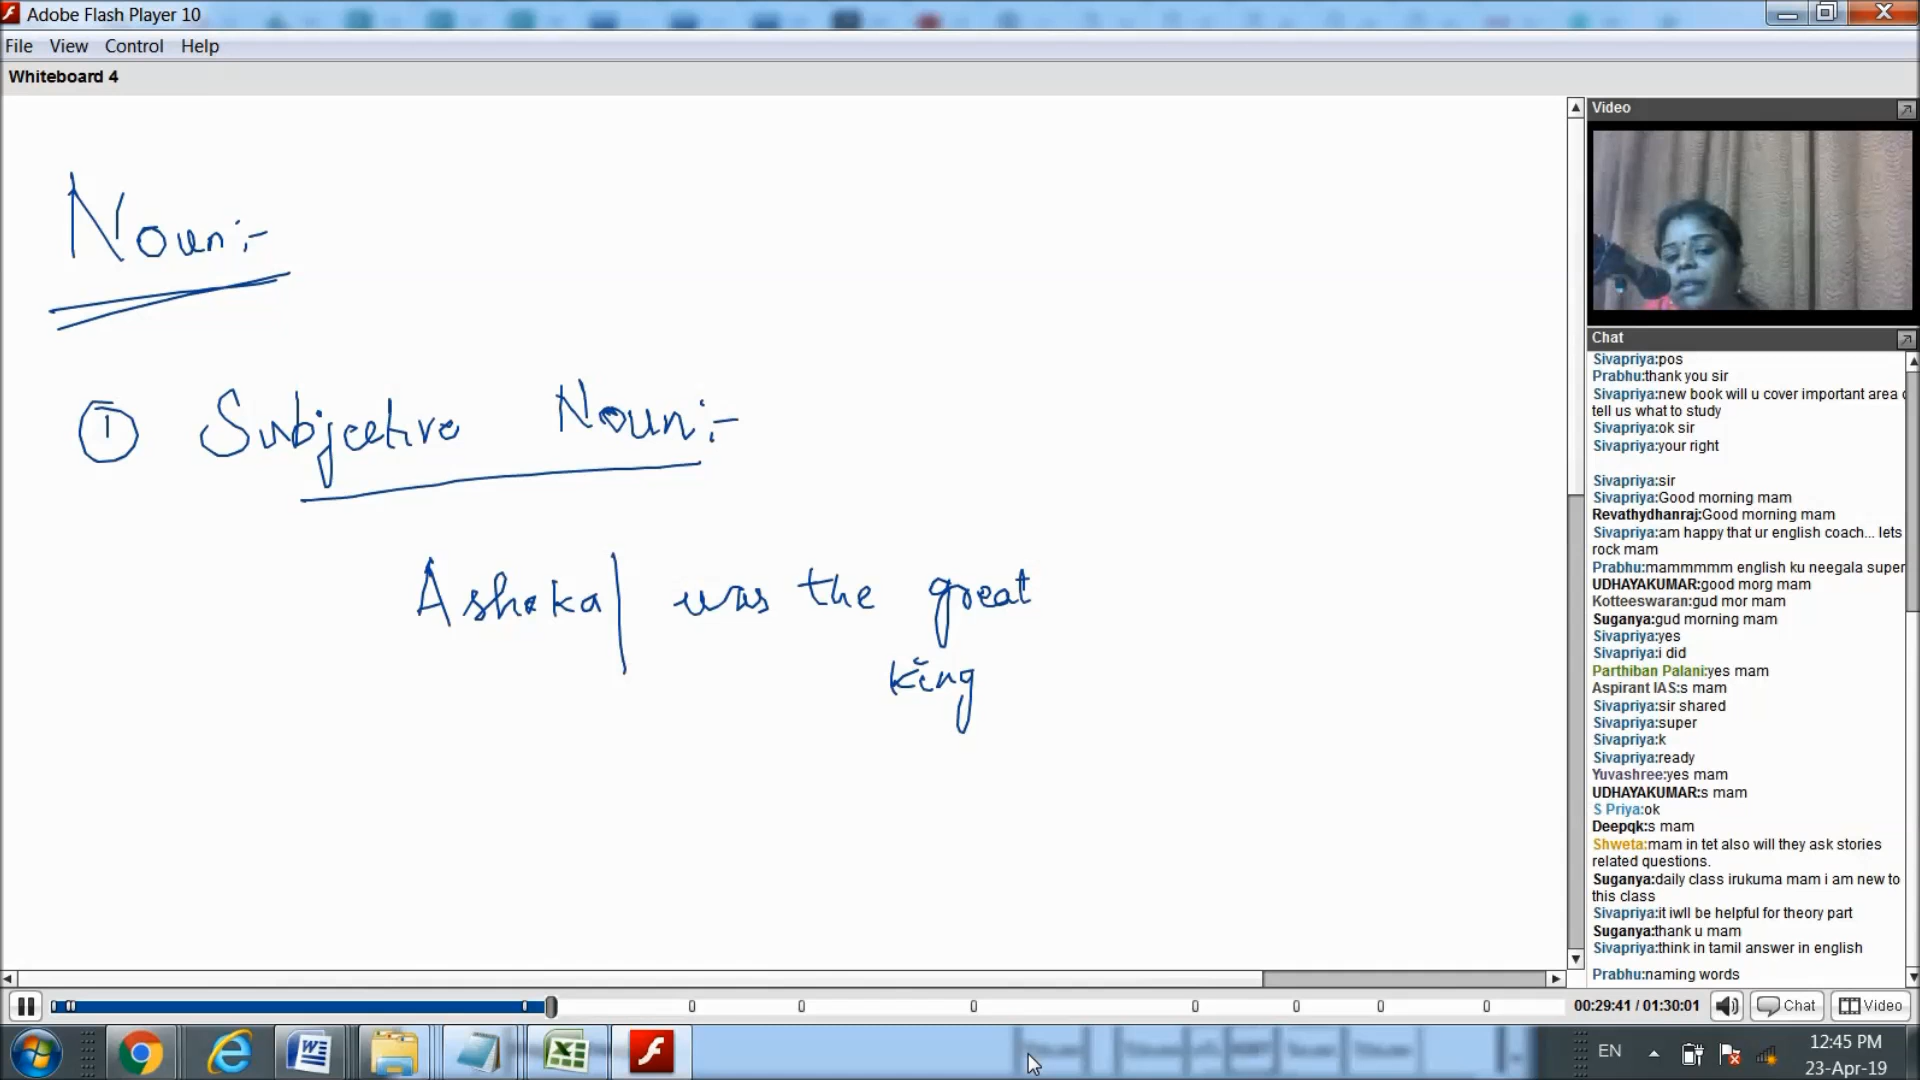 Adobe Flash Player 10
File View Control Help
Whiteboard 4
Noun:-
① Subjective Noun:-
Ashoka | was the great
king
Video
Chat
Sivapriya:pos
Prabhu:thank you sir
Sivapriya:new book will u cover important area o
tell us what to study
Sivapriya:ok sir
Sivapriya:your right
Sivapriya:sir
Sivapriya:Good morning mam
Revathydhanraj:Good morning mam
Sivapriya:am happy that ur english coach... lets
rock mam
Prabhu:mammmmm english ku neegala super
UDHAYAKUMAR:good morg mam
Kotteeswaran:gud mor mam
Suganya:gud morning mam
Sivapriya:yes
Sivapriya:i did
Parthiban Palani:yes mam
Aspirant IAS:s mam
Sivapriya:sir shared
Sivapriya:super
Sivapriya:k
Sivapriya:ready
Yuvashree:yes mam
UDHAYAKUMAR:s mam
S Priya:ok
Deepqk:s mam
Shweta:mam in tet also will they ask stories
related questions.
Suganya:daily class irukuma mam i am new to
this class
Sivapriya:it iwll be helpful for theory part
Suganya:thank u mam
Sivapriya:think in tamil answer in english
Prabhu:naming words
00:29:41 / 01:30:01 Chat Video
EN 12:45 PM
23-Apr-19